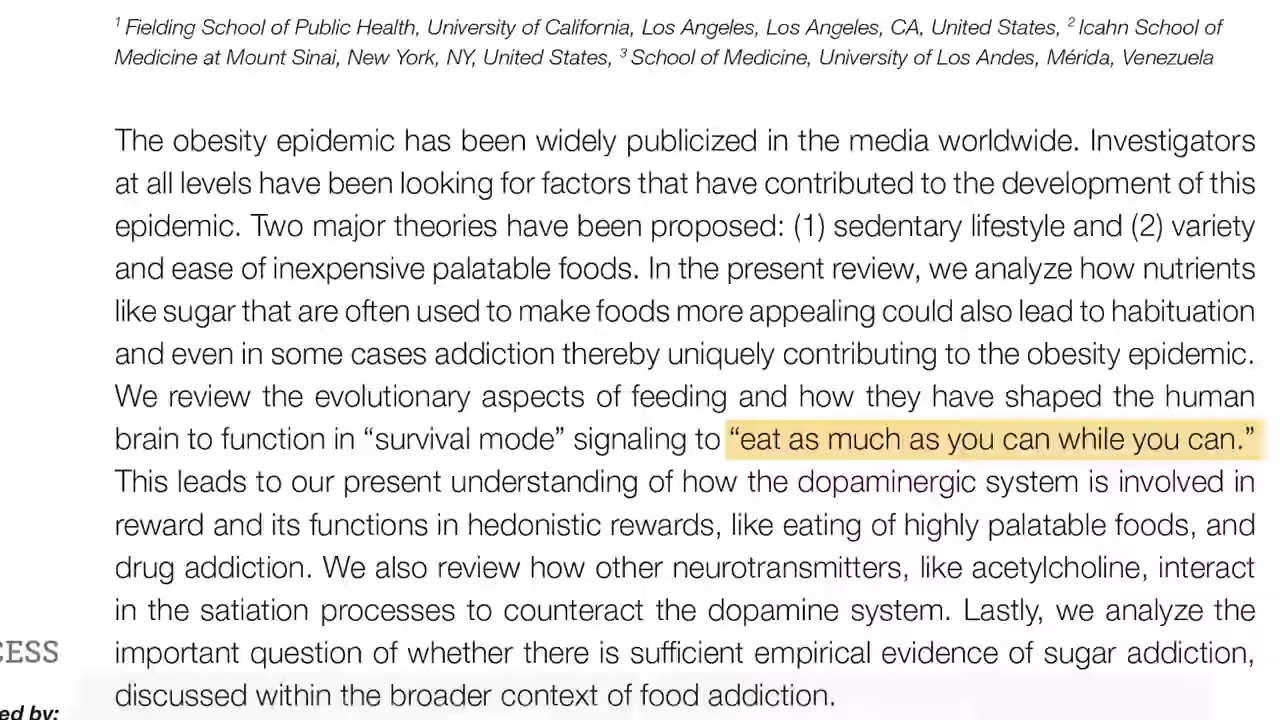 ¹ Fielding School of Public Health, University of California, Los Angeles, Los Angeles, CA, United States, ² Icahn School of
Medicine at Mount Sinai, New York, NY, United States, ³ School of Medicine, University of Los Andes, Mérida, Venezuela
The obesity epidemic has been widely publicized in the media worldwide. Investigators
at all levels have been looking for factors that have contributed to the development of this
epidemic. Two major theories have been proposed: (1) sedentary lifestyle and (2) variety
and ease of inexpensive palatable foods. In the present review, we analyze how nutrients
like sugar that are often used to make foods more appealing could also lead to habituation
and even in some cases addiction thereby uniquely contributing to the obesity epidemic.
We review the evolutionary aspects of feeding and how they have shaped the human
brain to function in “survival mode” signaling to “eat as much as you can while you can.”
This leads to our present understanding of how the dopaminergic system is involved in
reward and its functions in hedonistic rewards, like eating of highly palatable foods, and
drug addiction. We also review how other neurotransmitters, like acetylcholine, interact
in the satiation processes to counteract the dopamine system. Lastly, we analyze the
important question of whether there is sufficient empirical evidence of sugar addiction,
discussed within the broader context of food addiction.
CESS
ed by: